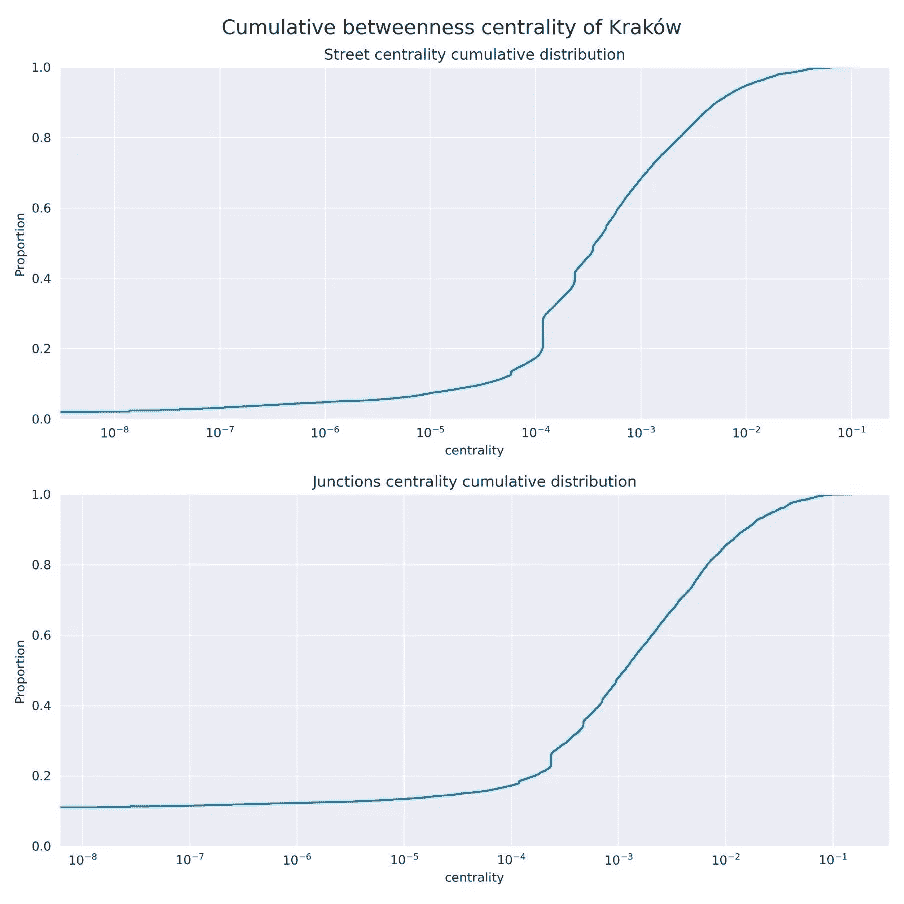 Cumulative betweenness centrality of Kraków
Street centrality cumulative distribution
1.0
0.8
0.6
0.4
0.2
0.0
Proportion
10⁻⁸ 10⁻⁷ 10⁻⁶ 10⁻⁵ 10⁻⁴ 10⁻³ 10⁻² 10⁻¹
centrality
Junctions centrality cumulative distribution
1.0
0.8
0.6
0.4
0.2
0.0
Proportion
10⁻⁸ 10⁻⁷ 10⁻⁶ 10⁻⁵ 10⁻⁴ 10⁻³ 10⁻² 10⁻¹
centrality